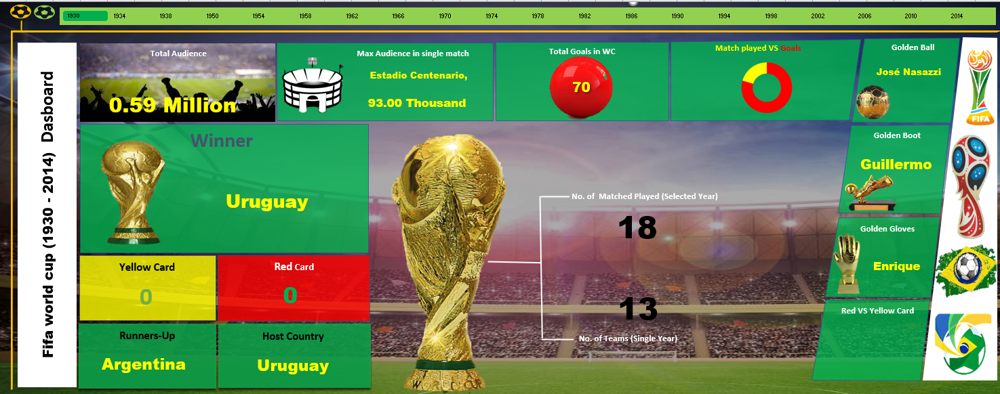 1930 1934 1938 1950 1954 1958 1962 1966 1970 1974 1978 1982 1986 1990 1994 1998 2002 2006 2010 2014
Fifa world cup (1930 - 2014) Dasboard
Total Audience
0.59 Million
Max Audience in single match
Estadio Centenario,
93.00 Thousand
Total Goals in WC
70
Match played VS Goals
Golden Ball
José Nasazzi
FIFA
Winner
Uruguay
Golden Boot
Guillermo
No. of Matched Played (Selected Year)
18
Golden Gloves
Enrique
Yellow Card
0
Red Card
0
13
No. of Teams (Single Year)
Red VS Yellow Card
Runners-Up
Argentina
Host Country
Uruguay
WORLD CUP